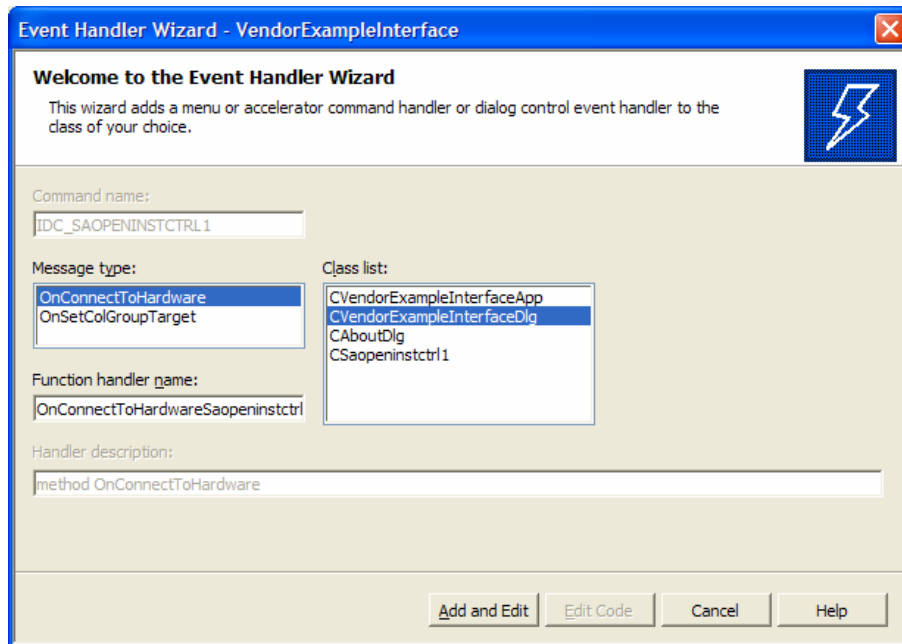 Event Handler Wizard - VendorExampleInterface
Welcome to the Event Handler Wizard
This wizard adds a menu or accelerator command handler or dialog control event handler to the
class of your choice.
Command name:
IDC_SAOPENINSTCTRL1
Message type:
OnConnectToHardware
OnSetColGroupTarget
Class list:
CVendorExampleInterfaceApp
CVendorExampleInterfaceDlg
CAboutDlg
CSaopeninstctrl1
Function handler name:
OnConnectToHardwareSaopeninstctrl
Handler description:
method OnConnectToHardware
Add and Edit
Edit Code
Cancel
Help